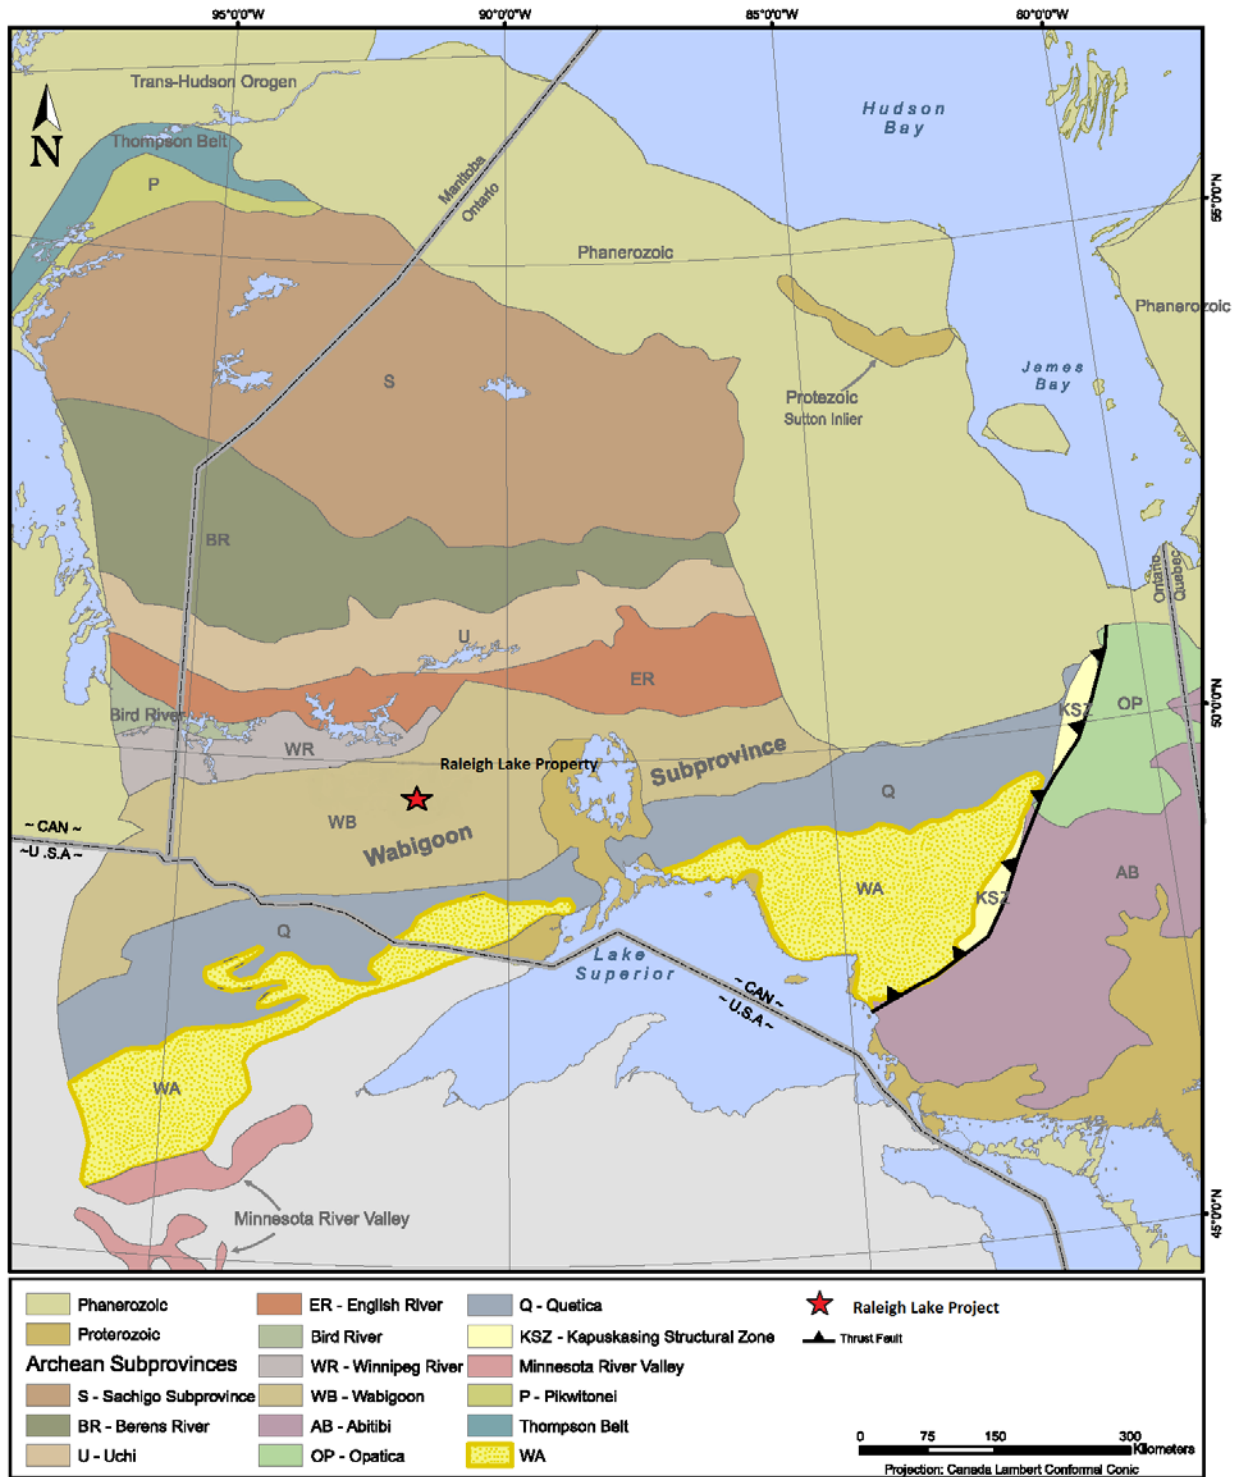 95°0'0"W
90°0'0"W
85°0'0"W
80°0'0"W
Trans-Hudson Orogen
Hudson
Bay
N
Thompson Belt
P
Manitoba
Ontario
55°0'0"N
Phanerozoic
Phanerozoic
S
James
Bay
Protezoic
Sutton Inlier
BR
Ontario
Quebec
U
ER
50°0'0"N
KSZ
OP
Bird River
WR
Subprovince
Raleigh Lake Property
Q
WB
Wabigoon
~ CAN ~
~U .S.A~
WA
AB
KSZ
Q
Lake
Superior
~ CAN ~
~ U.S.A ~
WA
Minnesota River Valley
45°0'0"N
Phanerozoic
Proterozoic
Archean Subprovinces
S - Sachigo Subprovince
BR - Berens River
U - Uchi
ER - English River
Bird River
WR - Winnipeg River
WB - Wabigoon
AB - Abitibi
OP - Opatica
Q - Quetica
KSZ - Kapuskasing Structural Zone
Minnesota River Valley
P - Pikwitonei
Thompson Belt
WA
Raleigh Lake Project
Thrust Fault
0 75 150 300
Kilometers
Projection: Canada Lambert Conformal Conic